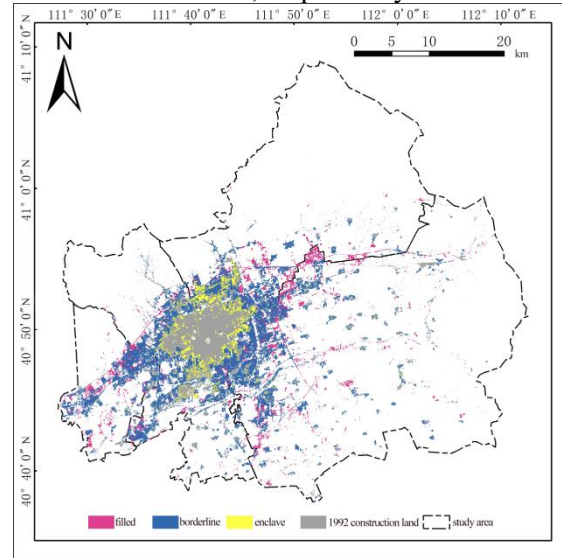 111° 30′ 0″E 111° 40′ 0″E 111° 50′ 0″E 112° 0′ 0″E 112° 10′ 0″E
N
0 5 10 20
km
41° 10′ 0″N
41° 0′ 0″N
40° 50′ 0″N
40° 40′ 0″N
filled borderline enclave 1992 construction land study area